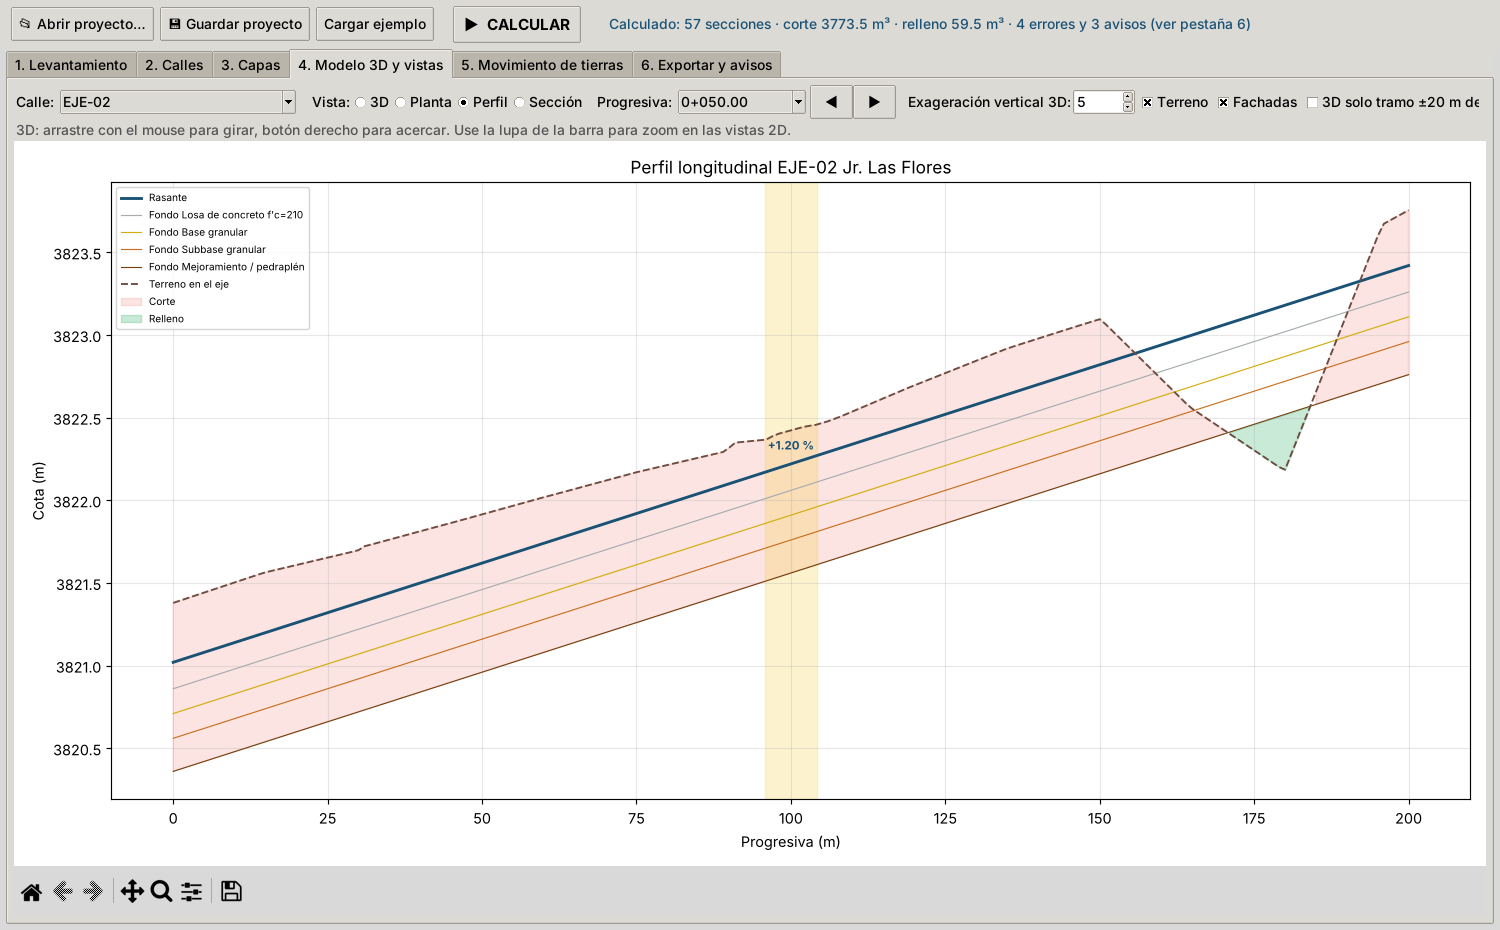 Abrir proyecto... Guardar proyecto Cargar ejemplo ▶ CALCULAR Calculado: 57 secciones · corte 3773.5 m³ · relleno 59.5 m³ · 4 errores y 3 avisos (ver pestaña 6)
1. Levantamiento 2. Calles 3. Capas 4. Modelo 3D y vistas 5. Movimiento de tierras 6. Exportar y avisos
Calle: EJE-02 Vista: 3D Planta Perfil Sección Progresiva: 0+050.00 ◀ ▶ Exageración vertical 3D: 5 Terreno Fachadas 3D solo tramo ±20 m de
3D: arrastre con el mouse para girar, botón derecho para acercar. Use la lupa de la barra para zoom en las vistas 2D.
Perfil longitudinal EJE-02 Jr. Las Flores
Rasante
Fondo Losa de concreto f'c=210
Fondo Base granular
Fondo Subbase granular
Fondo Mejoramiento / pedraplén
Terreno en el eje
Corte
Relleno
3823.5
3823.0
3822.5
3822.0
3821.5
3821.0
3820.5
Cota (m)
+1.20 %
0 25 50 75 100 125 150 175 200
Progresiva (m)